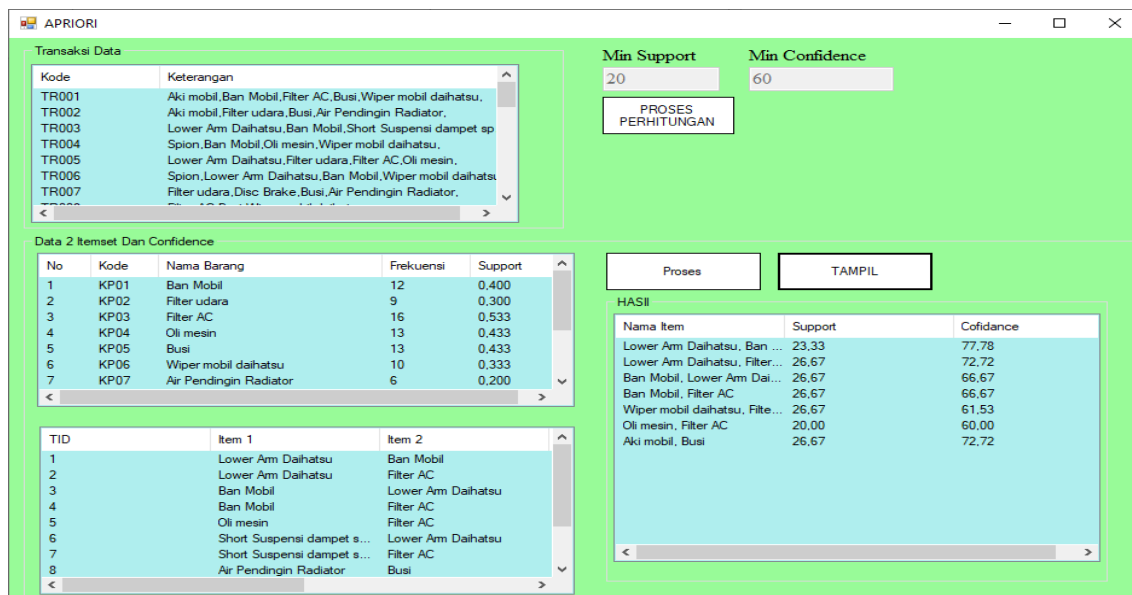 APRIORI
Transaksi Data
Kode Keterangan
TR001 Aki mobil,Ban Mobil,Filter AC,Busi,Wiper mobil daihatsu,
TR002 Aki mobil,Filter udara,Busi,Air Pendingin Radiator,
TR003 Lower Arm Daihatsu,Ban Mobil,Short Suspensi dampet sp
TR004 Spion,Ban Mobil,Oli mesin,Wiper mobil daihatsu,
TR005 Lower Arm Daihatsu,Filter udara,Filter AC,Oli mesin,
TR006 Spion,Lower Arm Daihatsu,Ban Mobil,Wiper mobil daihatsu
TR007 Filter udara,Disc Brake,Busi,Air Pendingin Radiator,
Min Support Min Confidence
20 60
PROSES
PERHITUNGAN
Data 2 Itemset Dan Confidence
No Kode Nama Barang Frekuensi Support
1 KP01 Ban Mobil 12 0,400
2 KP02 Filter udara 9 0,300
3 KP03 Filter AC 16 0,533
4 KP04 Oli mesin 13 0,433
5 KP05 Busi 13 0,433
6 KP06 Wiper mobil daihatsu 10 0,333
7 KP07 Air Pendingin Radiator 6 0,200
TID Item 1 Item 2
1 Lower Arm Daihatsu Ban Mobil
2 Lower Arm Daihatsu Filter AC
3 Ban Mobil Lower Arm Daihatsu
4 Ban Mobil Filter AC
5 Oli mesin Filter AC
6 Short Suspensi dampet s... Lower Arm Daihatsu
7 Short Suspensi dampet s... Filter AC
8 Air Pendingin Radiator Busi
Proses TAMPIL
HASIl
Nama Item Support Cofidance
Lower Arm Daihatsu, Ban ... 23,33 77,78
Lower Arm Daihatsu, Filter... 26,67 72,72
Ban Mobil, Lower Arm Dai... 26,67 66,67
Ban Mobil, Filter AC 26,67 66,67
Wiper mobil daihatsu, Filte... 26,67 61,53
Oli mesin, Filter AC 20,00 60,00
Aki mobil, Busi 26,67 72,72